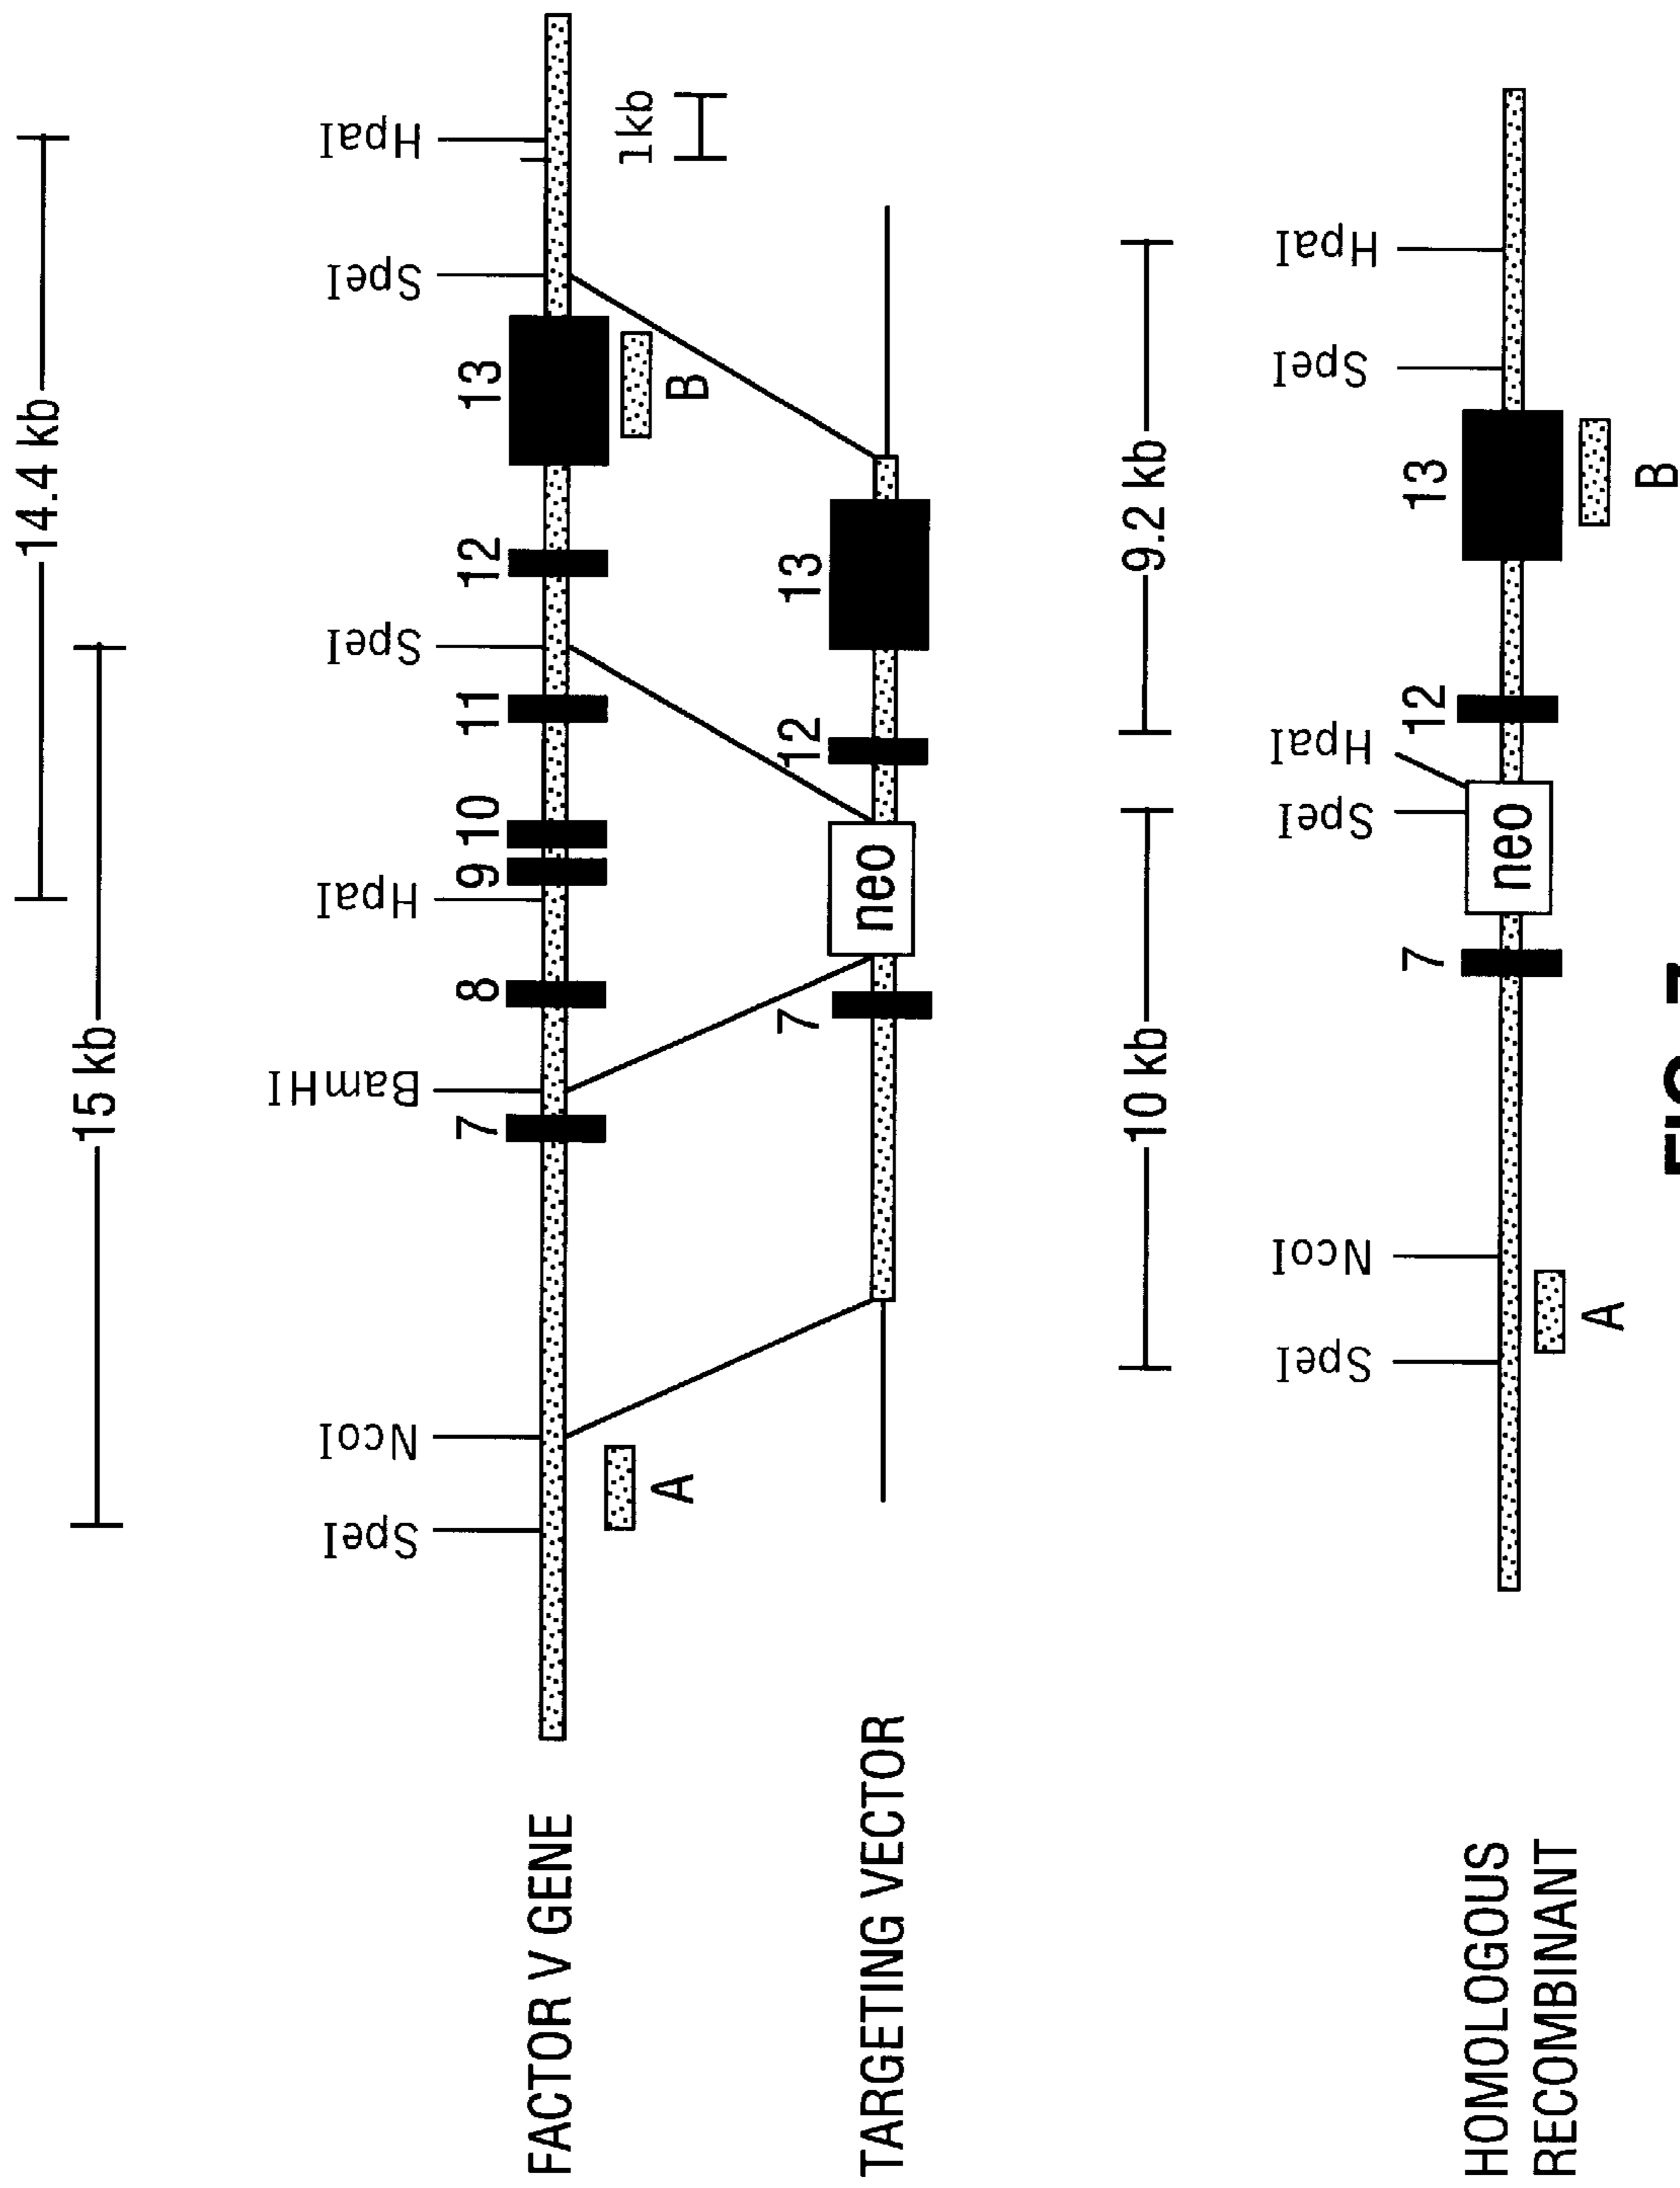 14.4 kb
15 kb
SpeI NcoI BamHI HpaI SpeI SpeI HpaI
7 8 9 10 11 12 13
FACTOR V GENE
A B 1kb
7 12 13
neo
TARGETING VECTOR
10 kb 9.2 kb
SpeI NcoI SpeI HpaI SpeI HpaI
7 12 13
HOMOLOGOUS
neo
RECOMBINANT
A B